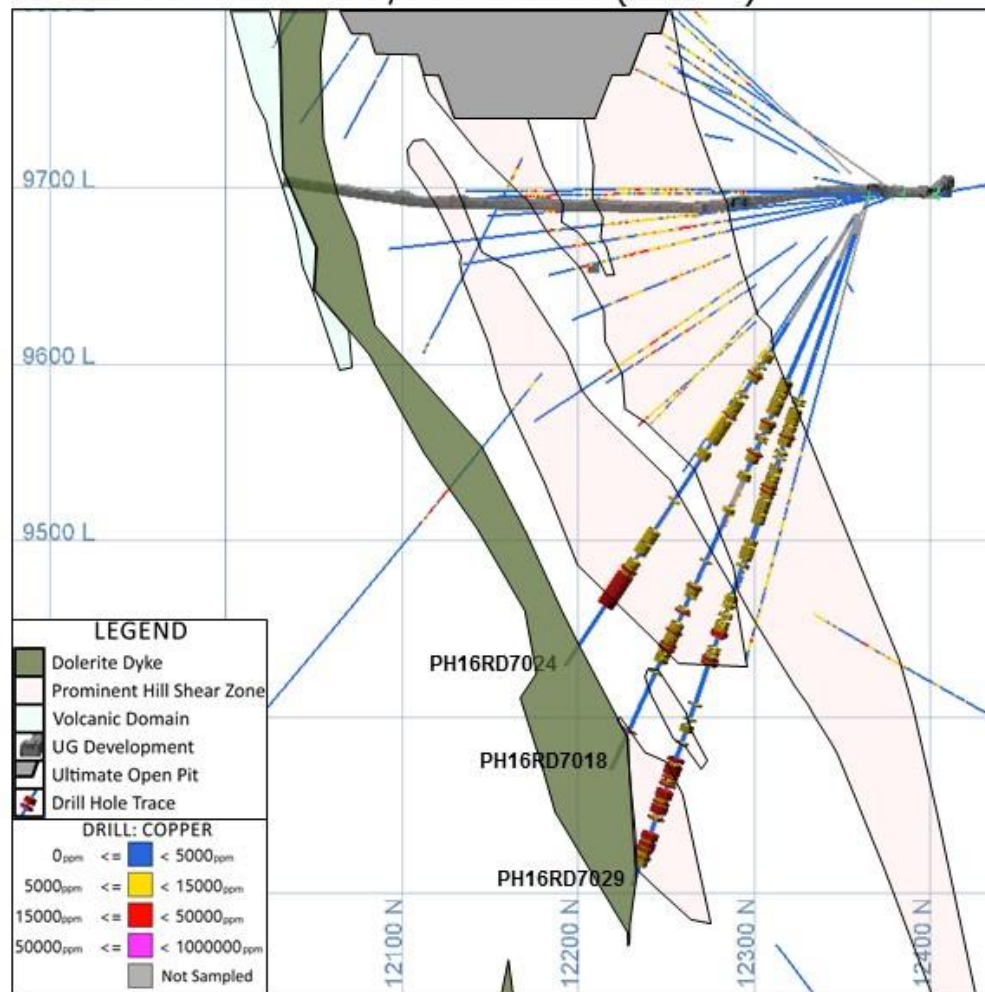 9700 L
9600 L
9500 L
LEGEND
Dolerite Dyke
Prominent Hill Shear Zone
Volcanic Domain
UG Development
Ultimate Open Pit
Drill Hole Trace
DRILL: COPPER
0ppm <= < 5000ppm
5000ppm <= < 15000ppm
15000ppm <= < 50000ppm
50000ppm <= < 1000000ppm
Not Sampled
PH16RD7024
PH16RD7018
PH16RD7029
12100 N
12200 N
12300 N
12400 N